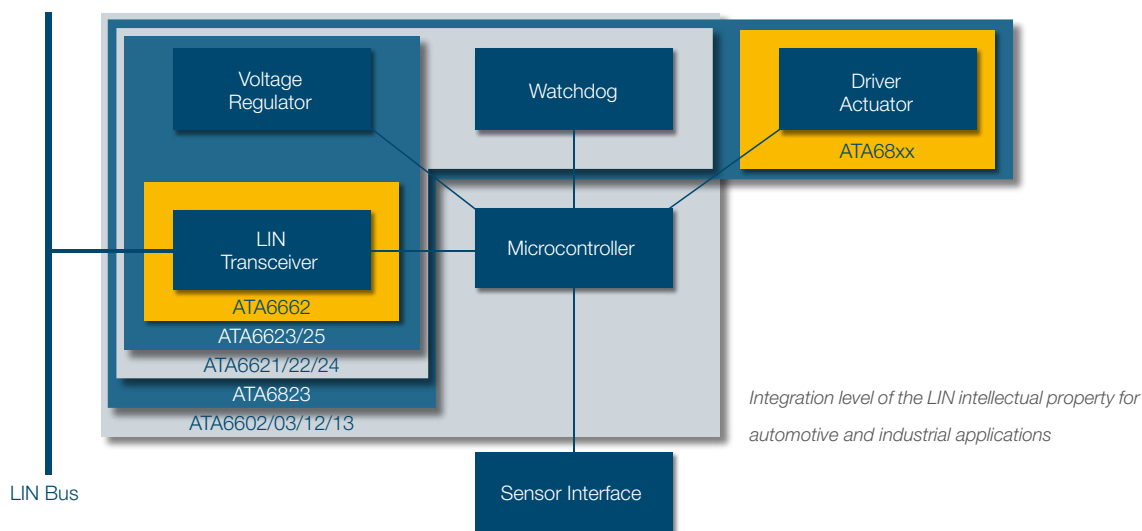 Voltage
Regulator
Watchdog
Driver
Actuator
ATA68xx
LIN
Transceiver
Microcontroller
ATA6662
ATA6623/25
ATA6621/22/24
ATA6823
ATA6602/03/12/13
Integration level of the LIN intellectual property for
automotive and industrial applications
LIN Bus
Sensor Interface